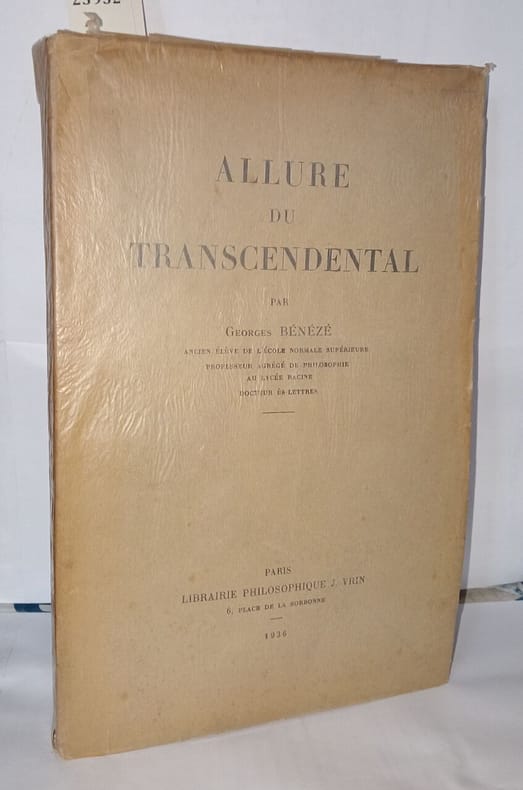 ALLURE
DU
TRANSCENDENTAL
PAR
GEORGES BÉNÉZÉ
ANCIEN ÉLÈVE DE L'ÉCOLE NORMALE SUPÉRIEURE
PROFESSEUR AGRÉGÉ DE PHILOSOPHIE
AU LYCÉE RACINE
DOCTEUR ÈS LETTRES
PARIS
LIBRAIRIE PHILOSOPHIQUE J. VRIN
6, PLACE DE LA SORBONNE
1936